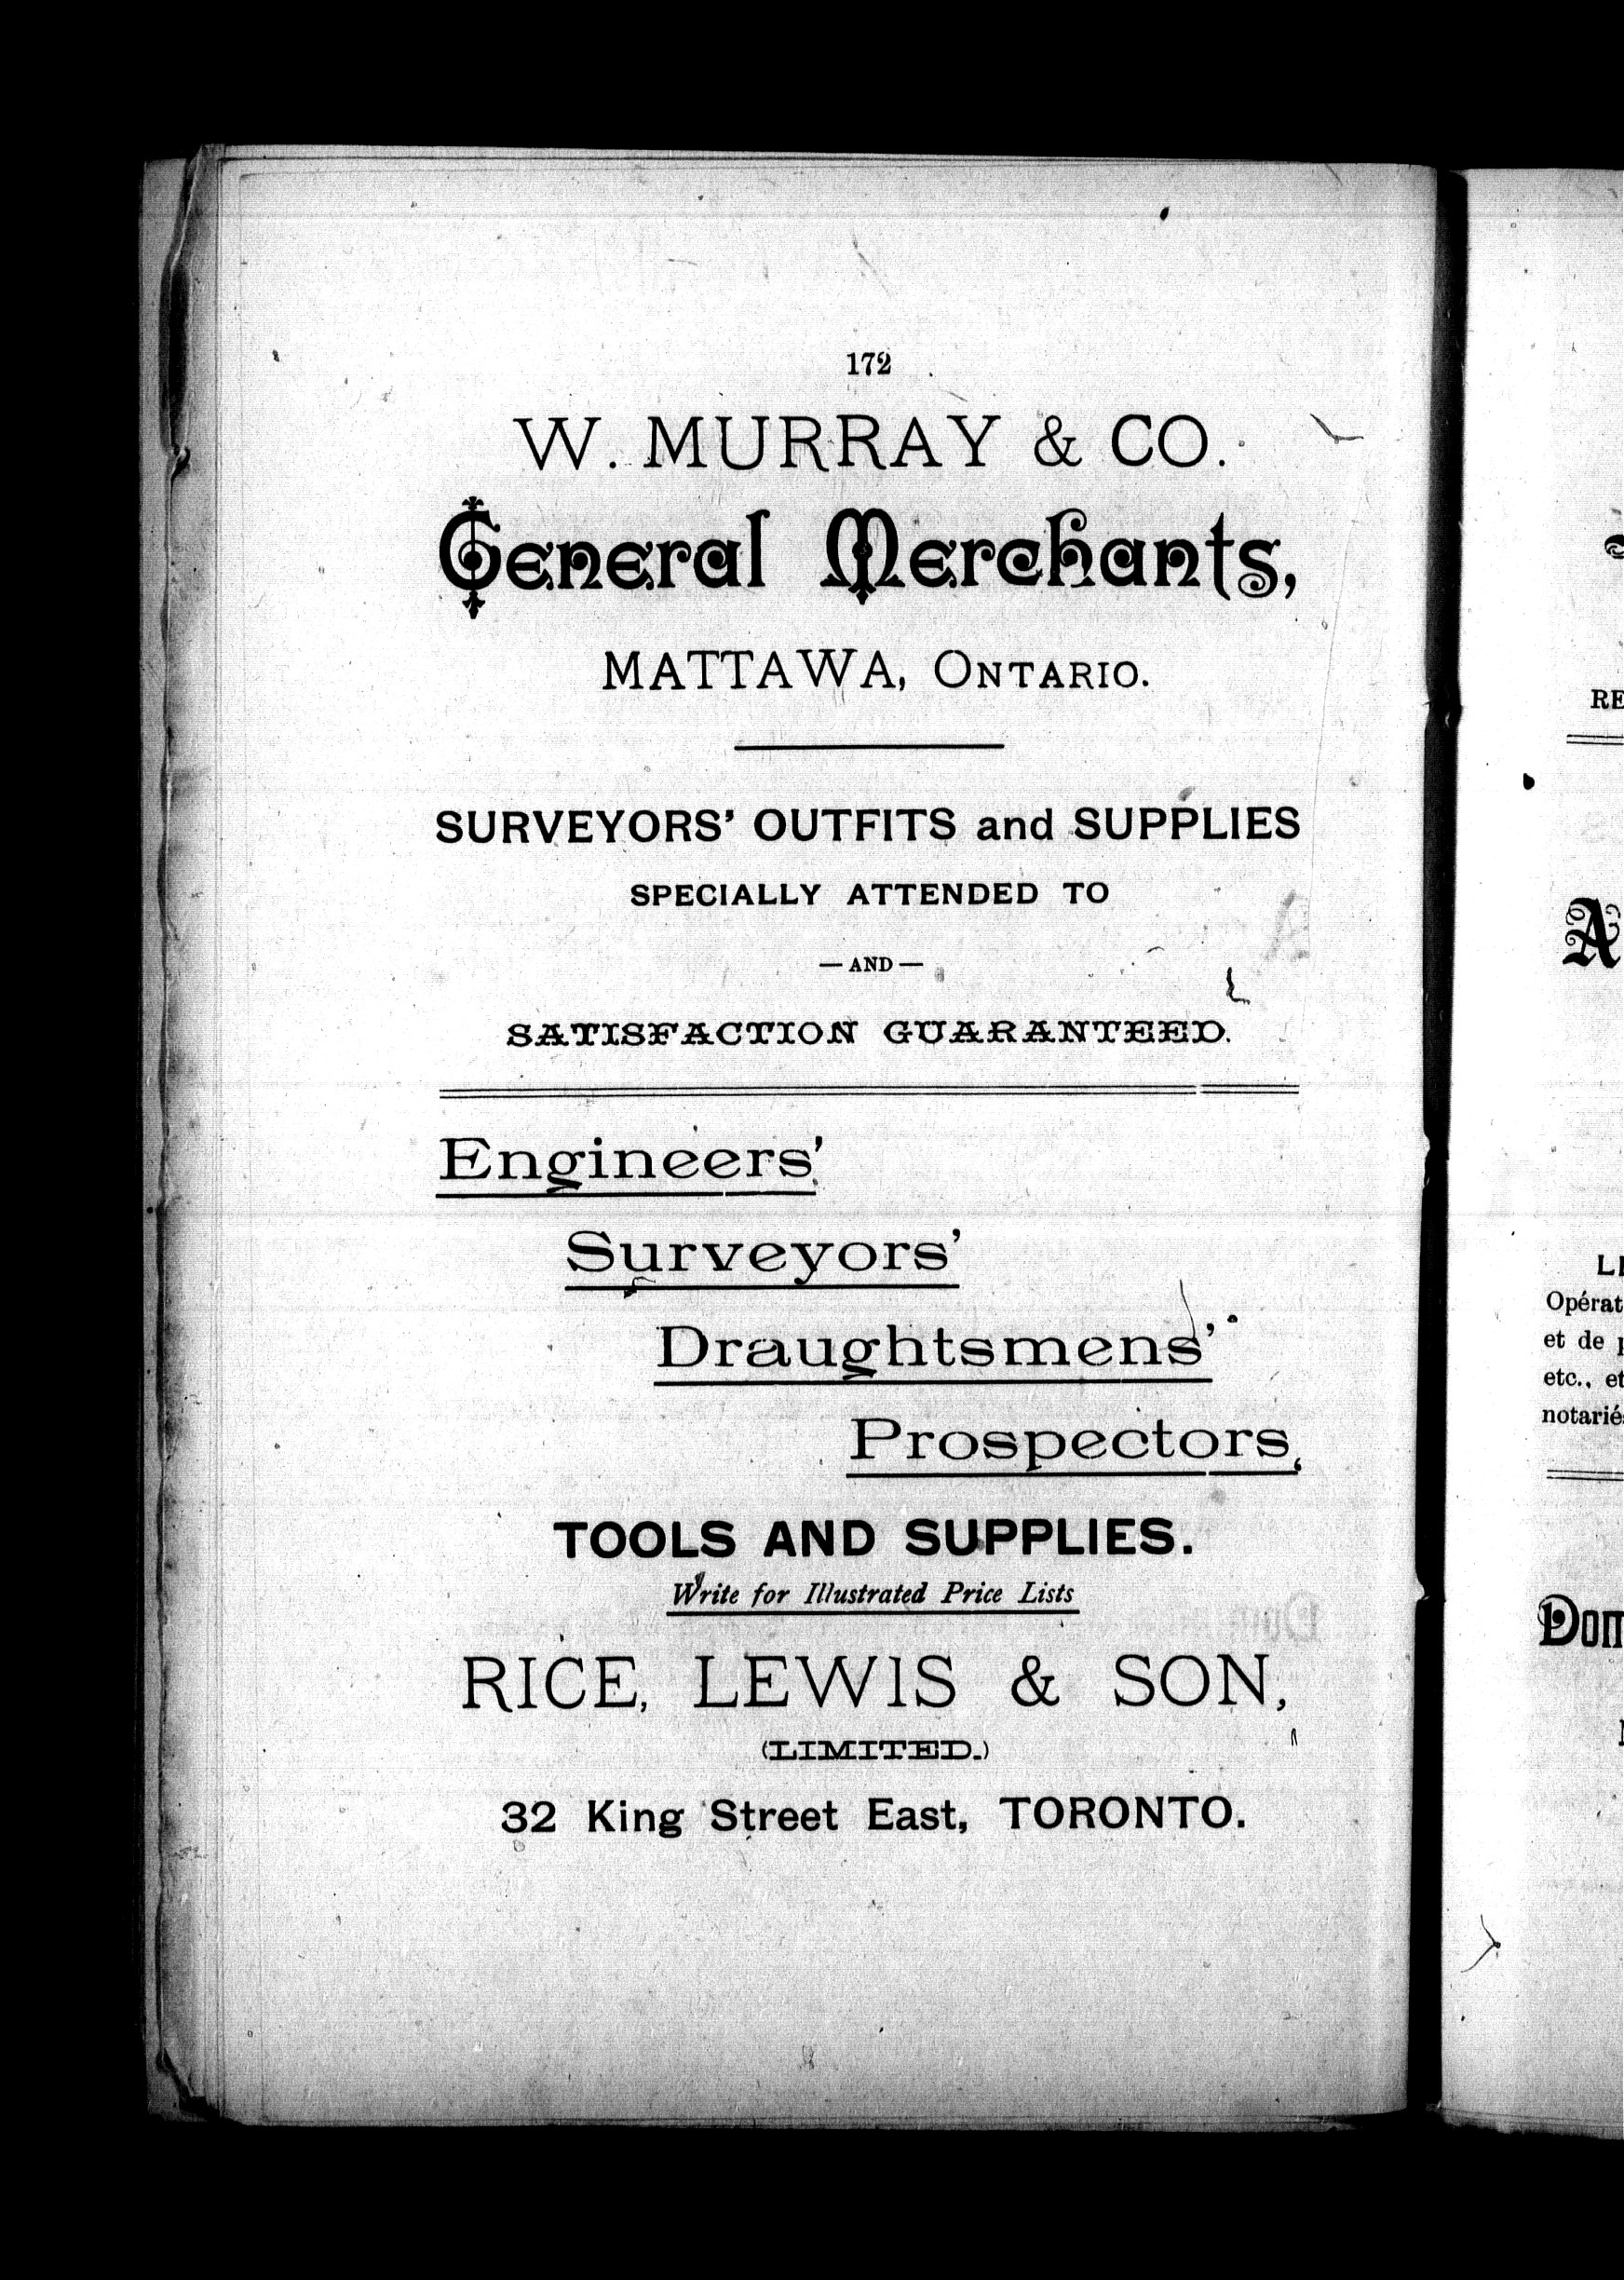 172
W. MURRAY & CO.
General Merchants,
MATTAWA, ONTARIO.
SURVEYORS' OUTFITS and SUPPLIES
SPECIALLY ATTENDED TO
— AND —
SATISFACTION GUARANTEED.
Engineers'
Surveyors'
Draughtsmens'
Prospectors,
TOOLS AND SUPPLIES.
Write for Illustrated Price Lists
RICE, LEWIS & SON,
(LIMITED.)
32 King Street East, TORONTO.
RE
A
Opérat
et de
etc., et
notarié
Dom